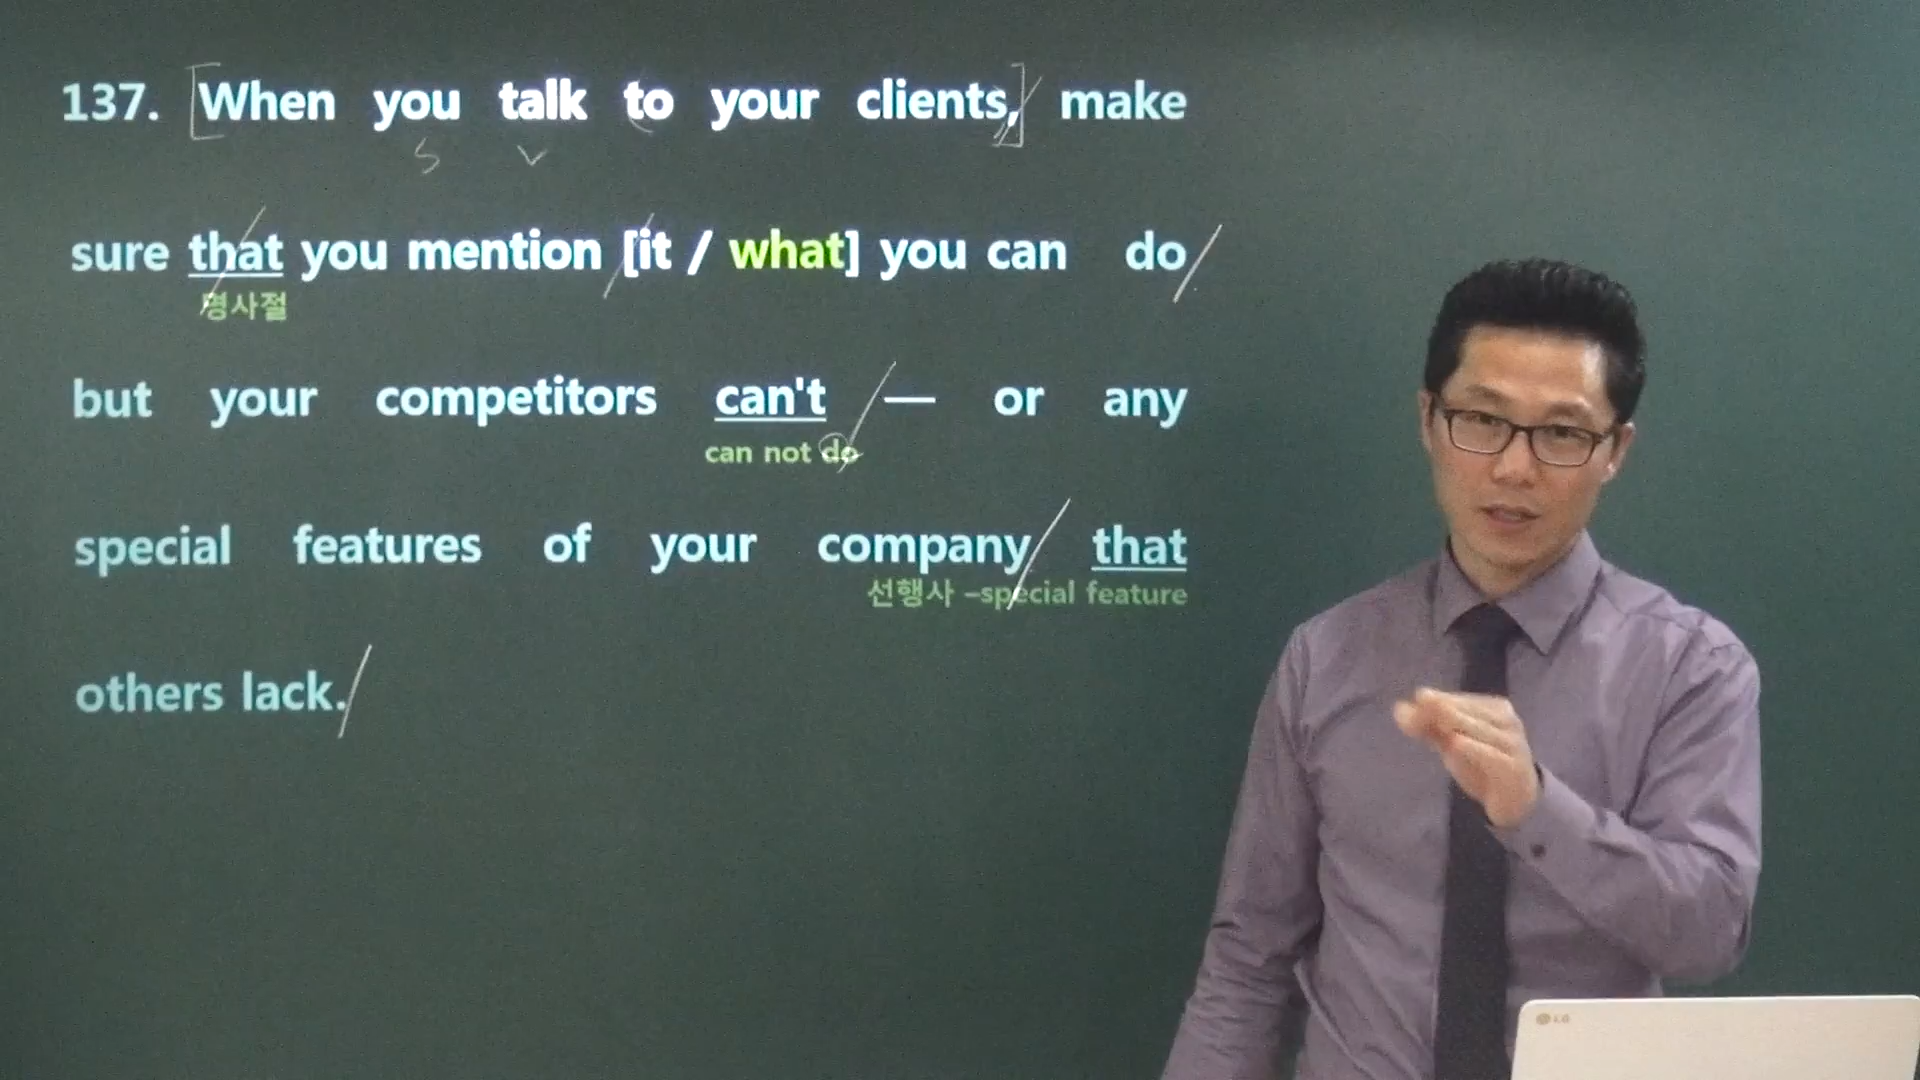 137. [When you talk to your clients,] make
S V
sure that you mention [it / what] you can do
명사절
but your competitors can't — or any
can not do
special features of your company that
선행사 –special feature
others lack.
LG